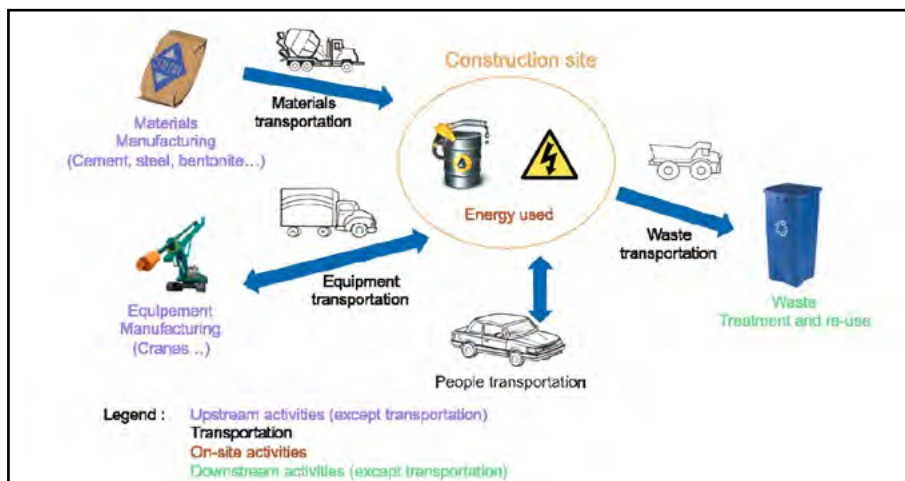 Construction site
Materials
transportation
Materials
Manufacturing
(Cement, steel, bentonite...)
Energy used
Waste
transportation
Equipment
transportation
Equipement
Manufacturing
(Cranes...)
Waste
Treatment and re-use
People transportation
Legend : Upstream activities (except transportation)
Transportation
On-site activities
Downstream activities (except transportation)